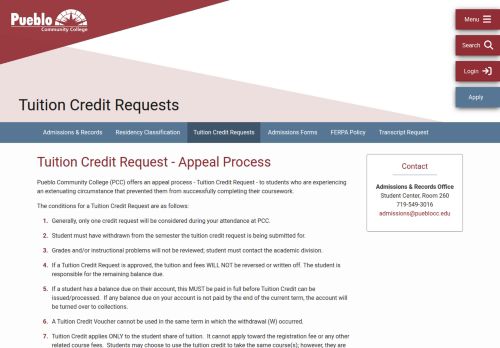 Pueblo
Community College
Menu
Search
Login
Apply
Tuition Credit Requests
Admissions & Records Residency Classification Tuition Credit Requests Admissions Forms FERPA Policy Transcript Request
Tuition Credit Request - Appeal Process
Pueblo Community College (PCC) offers an appeal process - Tuition Credit Request - to students who are experiencing
an extenuating circumstance that prevented them from successfully completing their coursework.
The conditions for a Tuition Credit Request are as follows:
1. Generally, only one credit request will be considered during your attendance at PCC.
2. Student must have withdrawn from the semester the tuition credit request is being submitted for.
3. Grades and/or instructional problems will not be reviewed; student must contact the academic division.
4. If a Tuition Credit Request is approved, the tuition and fees WILL NOT be reversed or written off. The student is
responsible for the remaining balance due.
5. If a student has a balance due on their account, this MUST be paid in full before Tuition Credit can be
issued/processed. If any balance due on your account is not paid by the end of the current term, the account will
be turned over to collections.
6. A Tuition Credit Voucher cannot be used in the same term in which the withdrawal (W) occurred.
7. Tuition Credit applies ONLY to the student share of tuition. It cannot apply toward the registration fee or any other
related course fees. Students may choose to use the tuition credit to take the same course(s); however, they are
Contact
Admissions & Records Office
Student Center, Room 260
719-549-3016
admissions@pueblocc.edu